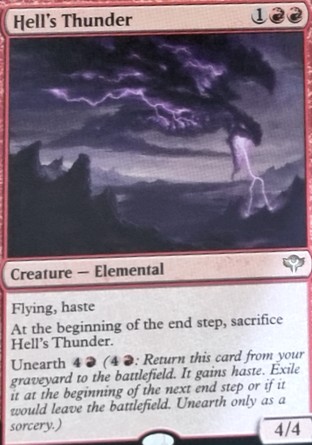 Hell's Thunder 1
Creature — Elemental
Flying, haste
At the beginning of the end step, sacrifice
Hell's Thunder.
Unearth 4 (4 : Return this card from your
graveyard to the battlefield. It gains haste. Exile
it at the beginning of the next end step or if it
would leave the battlefield. Unearth only as a
sorcery.)
4/4